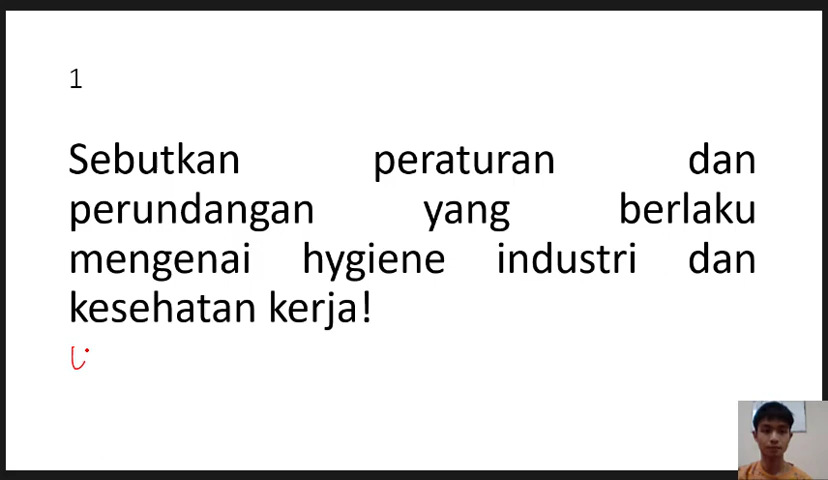 1
Sebutkan peraturan dan
perundangan yang berlaku
mengenai hygiene industri dan
kesehatan kerja!